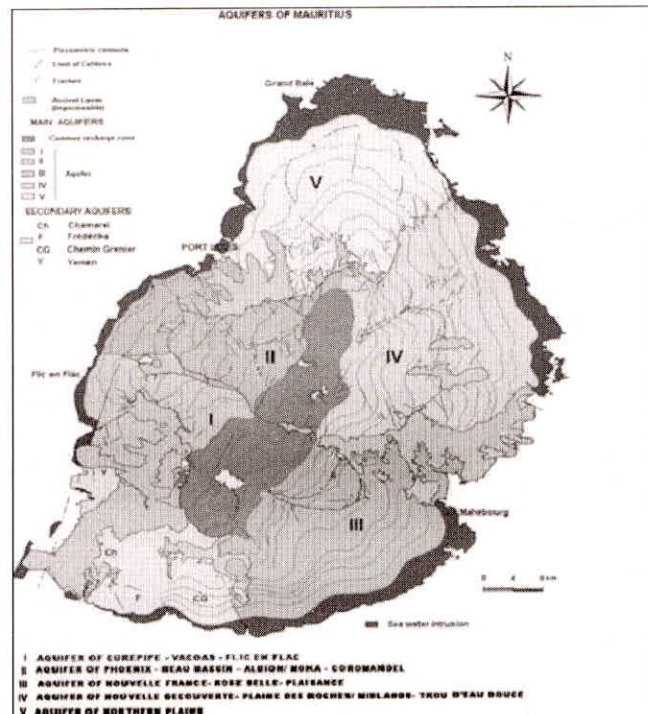 AQUIFERS OF MAURITIUS
Piezometric contours
Limit of Caldera
Fracture
Ancient Lavas
(Impermeable)
MAIN AQUIFERS
Common recharge zone
I
II
III Aquifer
IV
V
SECONDARY AQUIFERS
Ch Chamarel
F Frederika
CG Chemin Grenier
Y Yemen
N
Grand Baie
V
PORT LOUIS
II
IV
Flic en Flac
I
III
Mahebourg
Ch
F
CG
0 4 8 km
Sea water intrusion
I AQUIFER OF CUREPIPE - VACOAS - FLIC EN FLAC
II AQUIFER OF PHOENIX - BEAU BASSIN - ALBION/ MOKA - COROMANDEL
III AQUIFER OF NOUVELLE FRANCE- ROSE BELLE - PLAISANCE
IV AQUIFER OF NOUVELLE DECOUVERTE- PLAINE DES ROCHES/ MIDLANDS- TROU D'EAU DOUCE
V AQUIFER OF NORTHERN PLAINS